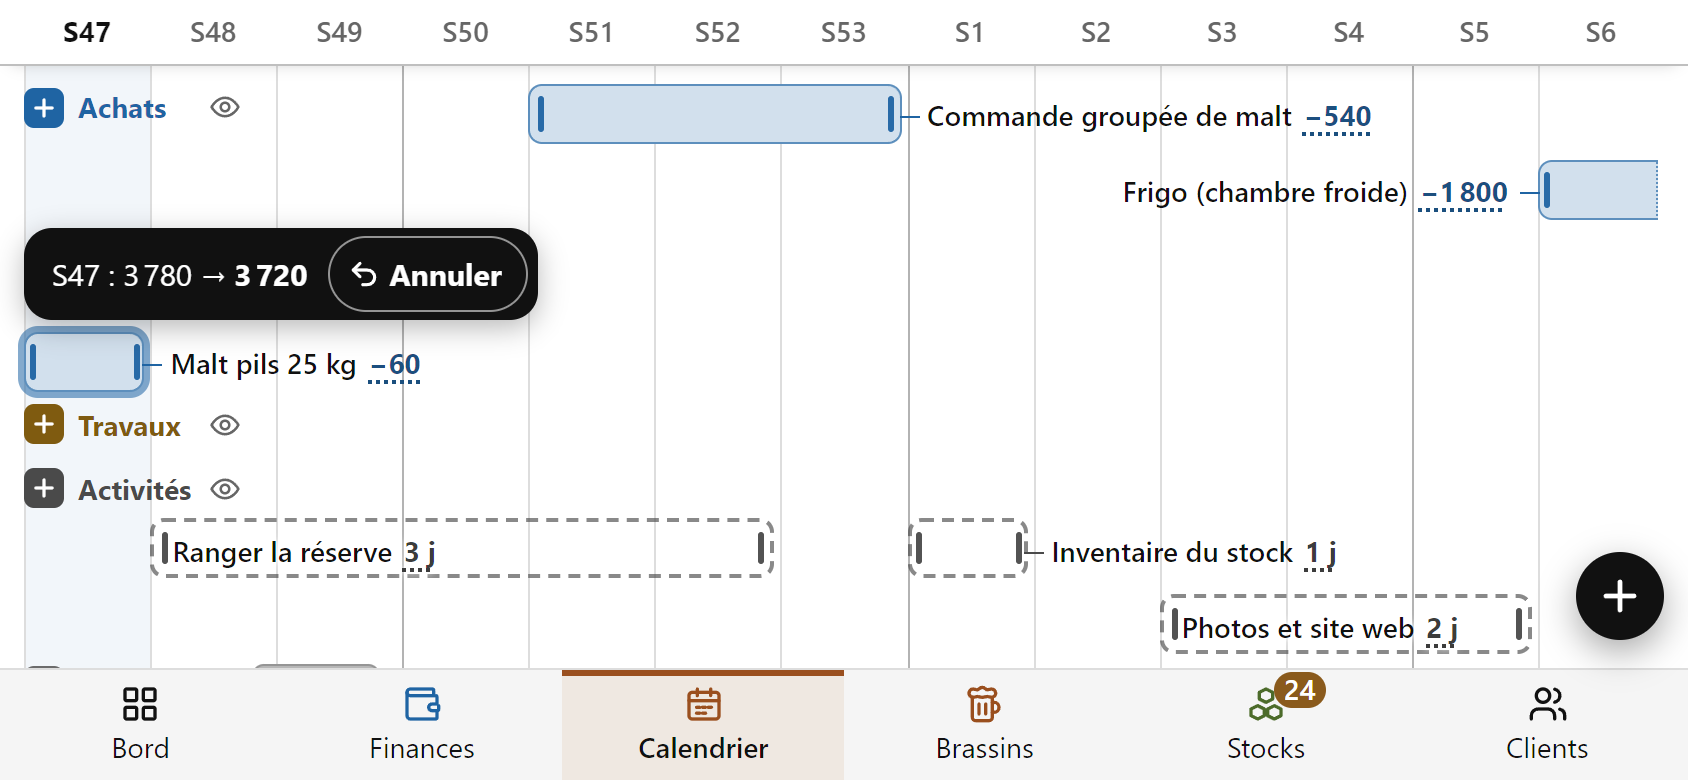 S47 S48 S49 S50 S51 S52 S53 S1 S2 S3 S4 S5 S6
Achats
Commande groupée de malt −540
Frigo (chambre froide) −1 800
S47 : 3 780 → 3 720 Annuler
Malt pils 25 kg −60
Travaux
Activités
Ranger la réserve 3 j
Inventaire du stock 1 j
Photos et site web 2 j
24
Bord Finances Calendrier Brassins Stocks Clients